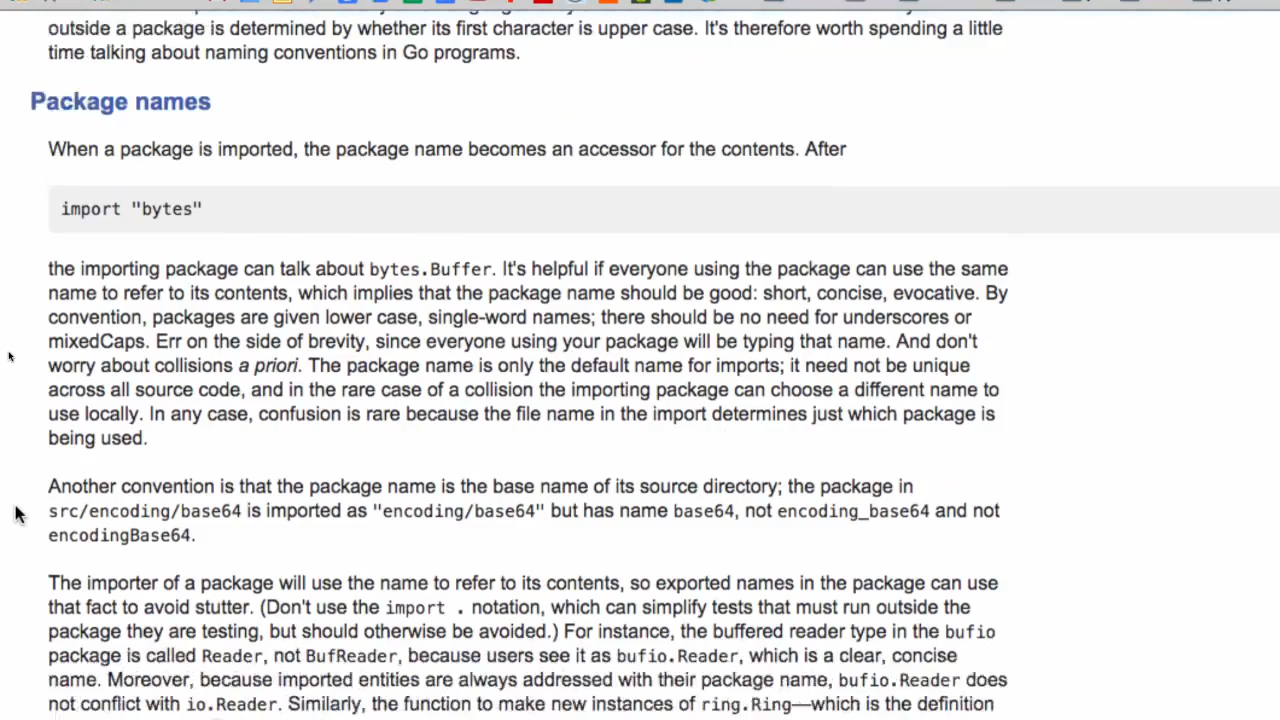 outside a package is determined by whether its first character is upper case. It's therefore worth spending a little
time talking about naming conventions in Go programs.
Package names
When a package is imported, the package name becomes an accessor for the contents. After
import "bytes"
the importing package can talk about bytes.Buffer. It's helpful if everyone using the package can use the same
name to refer to its contents, which implies that the package name should be good: short, concise, evocative. By
convention, packages are given lower case, single-word names; there should be no need for underscores or
mixedCaps. Err on the side of brevity, since everyone using your package will be typing that name. And don't
worry about collisions a priori. The package name is only the default name for imports; it need not be unique
across all source code, and in the rare case of a collision the importing package can choose a different name to
use locally. In any case, confusion is rare because the file name in the import determines just which package is
being used.
Another convention is that the package name is the base name of its source directory; the package in
src/encoding/base64 is imported as "encoding/base64" but has name base64, not encoding_base64 and not
encodingBase64.
The importer of a package will use the name to refer to its contents, so exported names in the package can use
that fact to avoid stutter. (Don't use the import . notation, which can simplify tests that must run outside the
package they are testing, but should otherwise be avoided.) For instance, the buffered reader type in the bufio
package is called Reader, not BufReader, because users see it as bufio.Reader, which is a clear, concise
name. Moreover, because imported entities are always addressed with their package name, bufio.Reader does
not conflict with io.Reader. Similarly, the function to make new instances of ring.Ring—which is the definition